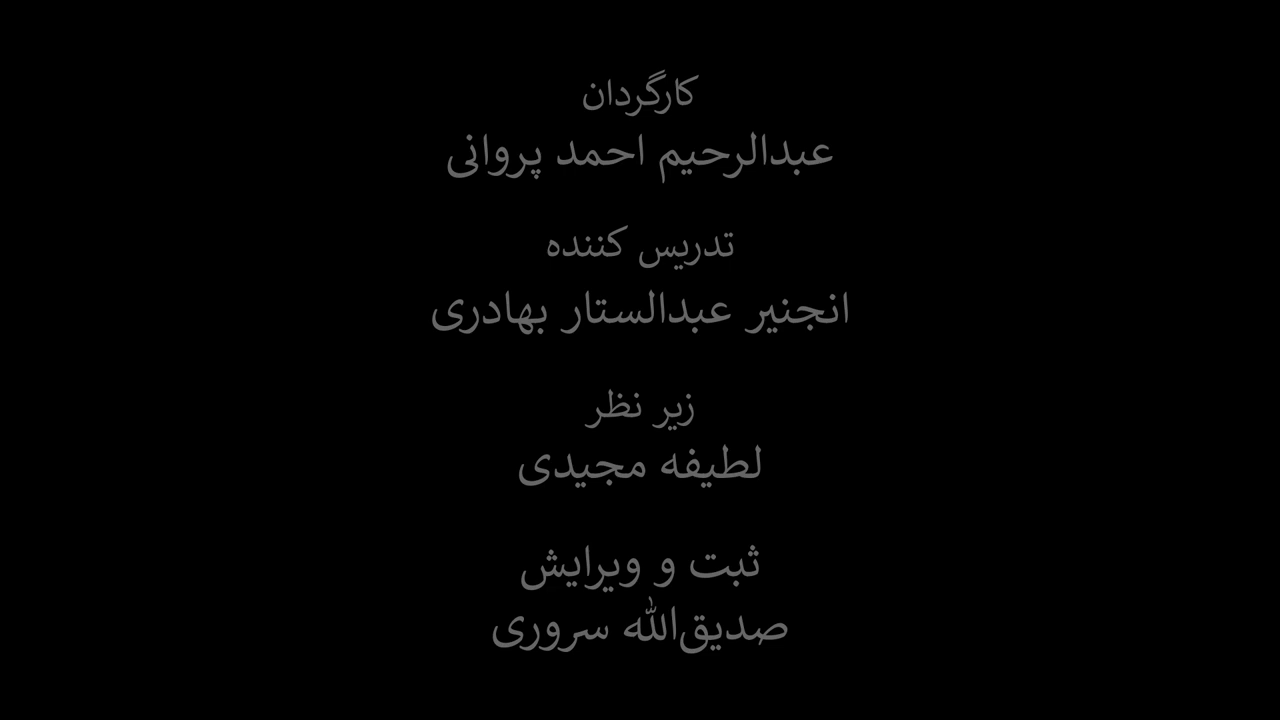 کارگردان
عبدالرحیم احمد پروانی
تدریس کننده
انجنیر عبدالستار بهادری
زیر نظر
لطیفه مجیدی
ثبت و ویرایش
صدیق‌الله سروری